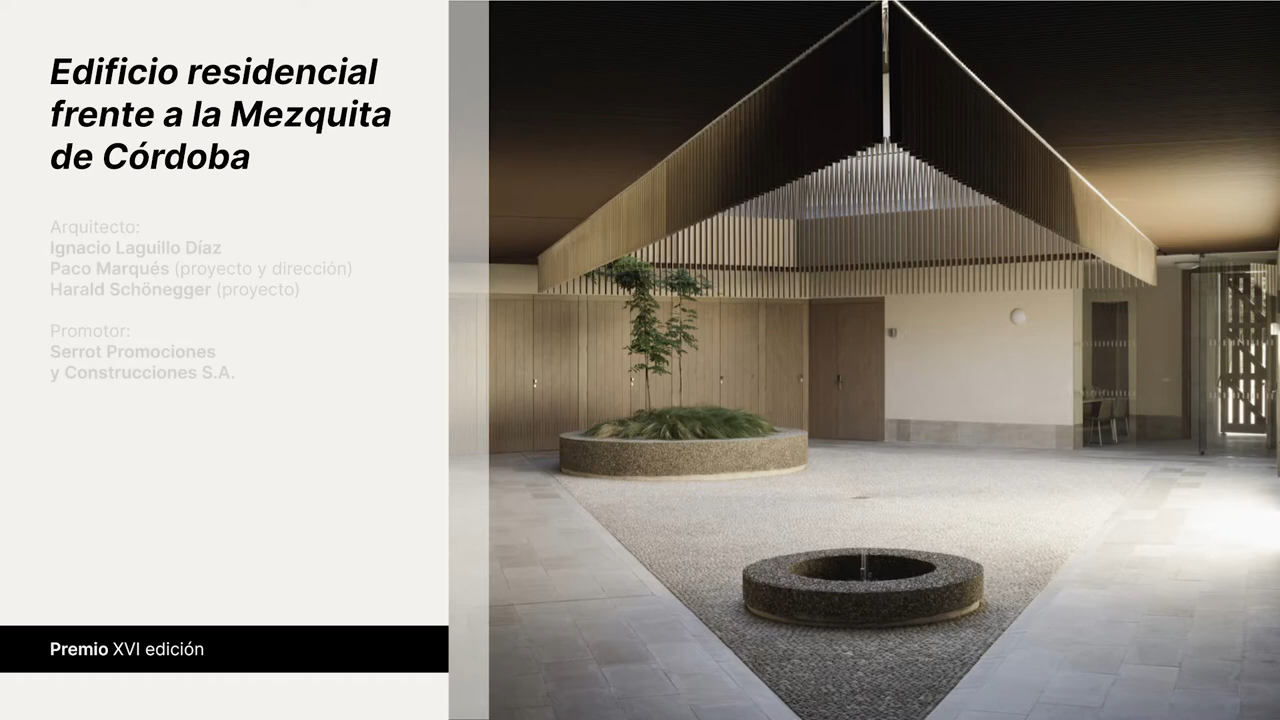 Edificio residencial
frente a la Mezquita
de Córdoba
Arquitecto:
Ignacio Laguillo Díaz
Paco Marqués (proyecto y dirección)
Harald Schönegger (proyecto)
Promotor:
Serrot Promociones
y Construcciones S.A.
Premio XVI edición